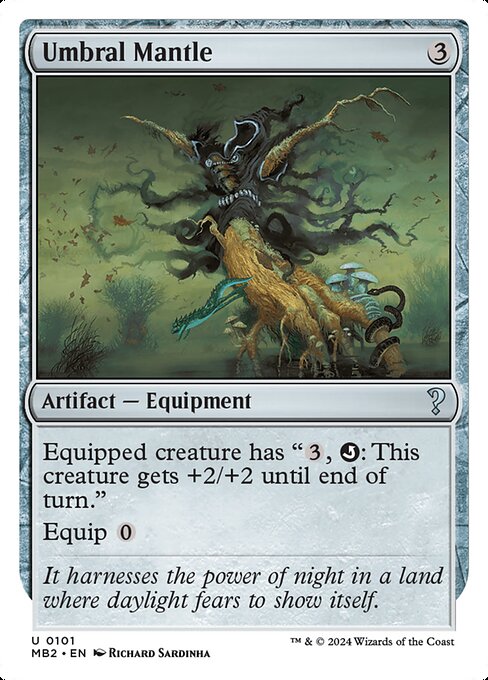 Umbral Mantle 3
Artifact — Equipment
Equipped creature has “3, : This
creature gets +2/+2 until end of
turn.”
Equip 0
It harnesses the power of night in a land
where daylight fears to show itself.
U 0101
MB2 • EN Richard Sardinha
™ & © 2024 Wizards of the Coast